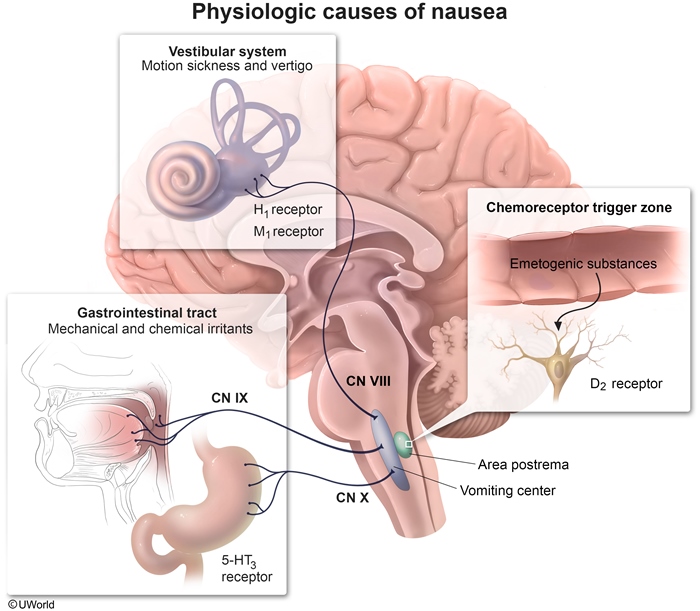 Physiologic causes of nausea
Vestibular system
Motion sickness and vertigo
H1 receptor
M1 receptor
Chemoreceptor trigger zone
Emetogenic substances
D2 receptor
Gastrointestinal tract
Mechanical and chemical irritants
CN IX
CN VIII
CN X
5-HT3
receptor
Area postrema
Vomiting center
©UWorld